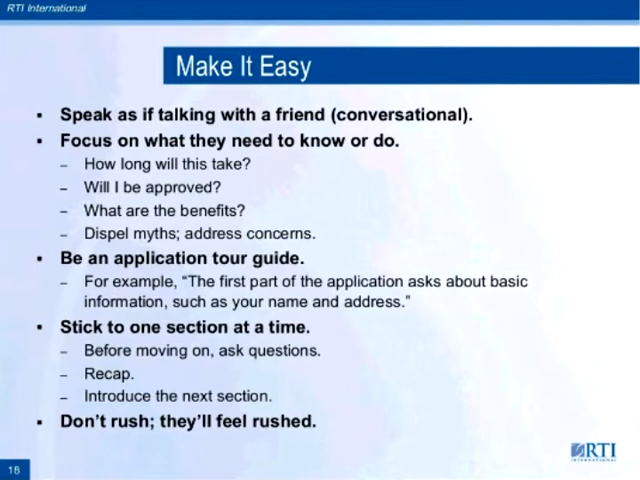 RTI International
Make It Easy
▪ Speak as if talking with a friend (conversational).
▪ Focus on what they need to know or do.
– How long will this take?
– Will I be approved?
– What are the benefits?
– Dispel myths; address concerns.
▪ Be an application tour guide.
– For example, “The first part of the application asks about basic
information, such as your name and address.”
▪ Stick to one section at a time.
– Before moving on, ask questions.
– Recap.
– Introduce the next section.
▪ Don’t rush; they’ll feel rushed.
RTI
INTERNATIONAL
18